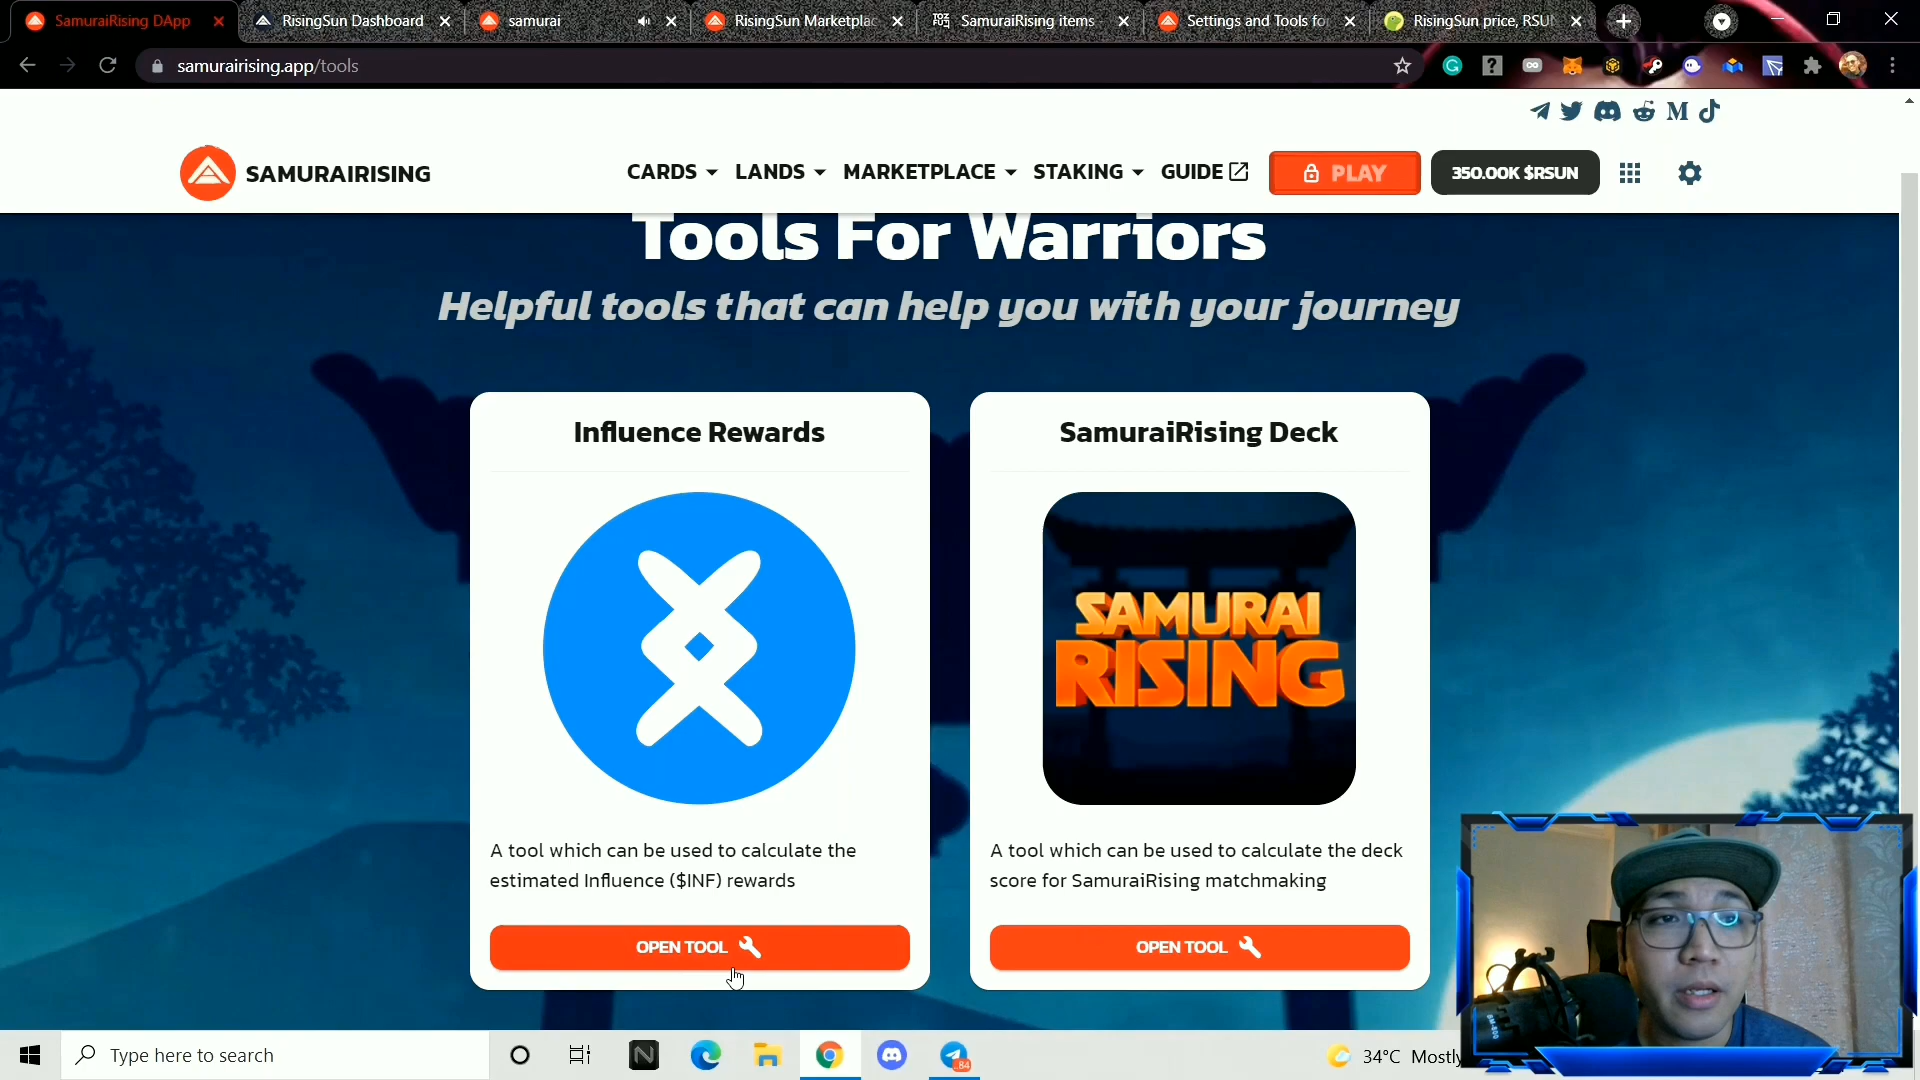 SamuraiRising DApp
RisingSun Dashboard
samurai
RisingSun Marketplac
SamuraiRising items
Settings and Tools fo
RisingSun price, RSU
samurairising.app/tools
SAMURAIRISING
CARDS
LANDS
MARKETPLACE
STAKING
GUIDE
PLAY
350.00K $RSUN
Tools For Warriors
Helpful tools that can help you with your journey
Influence Rewards
A tool which can be used to calculate the
estimated Influence ($INF) rewards
OPEN TOOL
SamuraiRising Deck
SAMURAI
RISING
A tool which can be used to calculate the deck
score for SamuraiRising matchmaking
OPEN TOOL
Type here to search
84
34°C Mostly